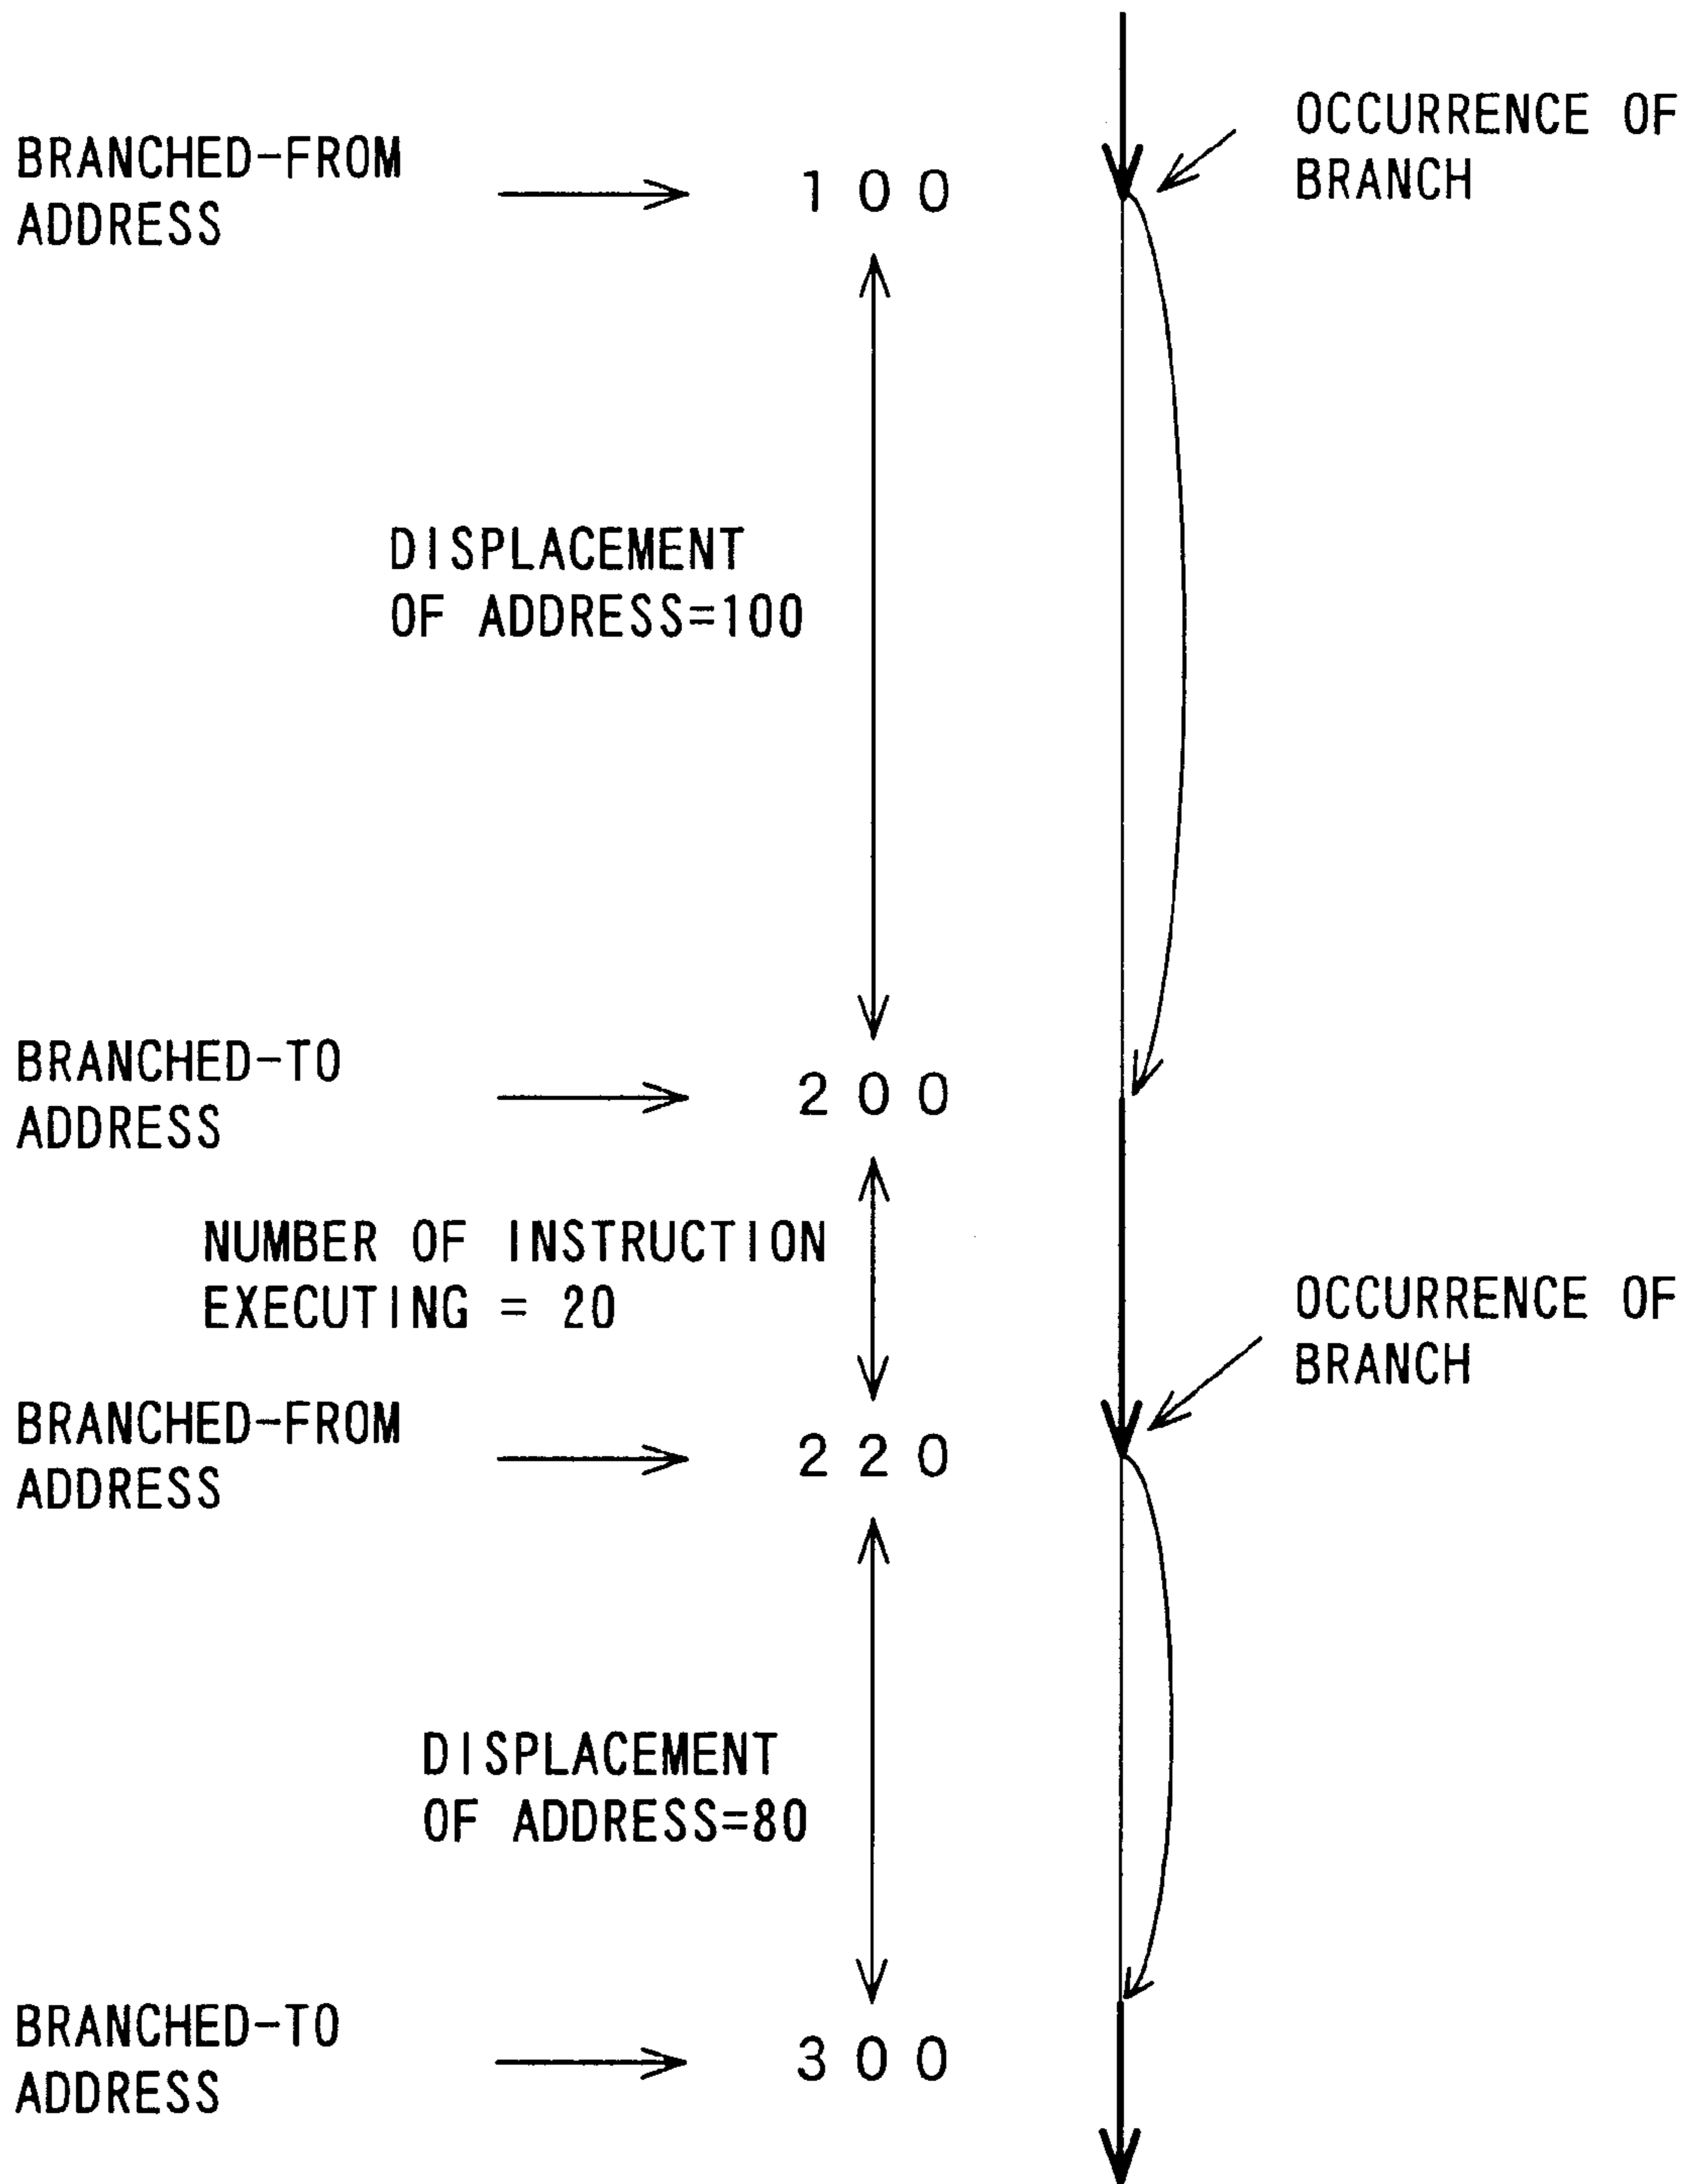 BRANCHED-FROM
ADDRESS
100
OCCURRENCE OF
BRANCH
DISPLACEMENT
OF ADDRESS=100
BRANCHED-TO
ADDRESS
200
NUMBER OF INSTRUCTION
EXECUTING = 20
OCCURRENCE OF
BRANCH
BRANCHED-FROM
ADDRESS
220
DISPLACEMENT
OF ADDRESS=80
BRANCHED-TO
ADDRESS
300